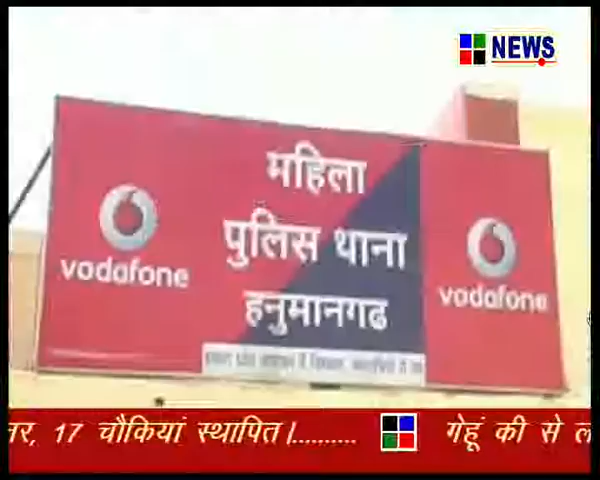 NEWS
महिला
पुलिस थाना
हनुमानगढ
vodafone
vodafone
17 चौकियां स्थापित।.......... गेहूं की से